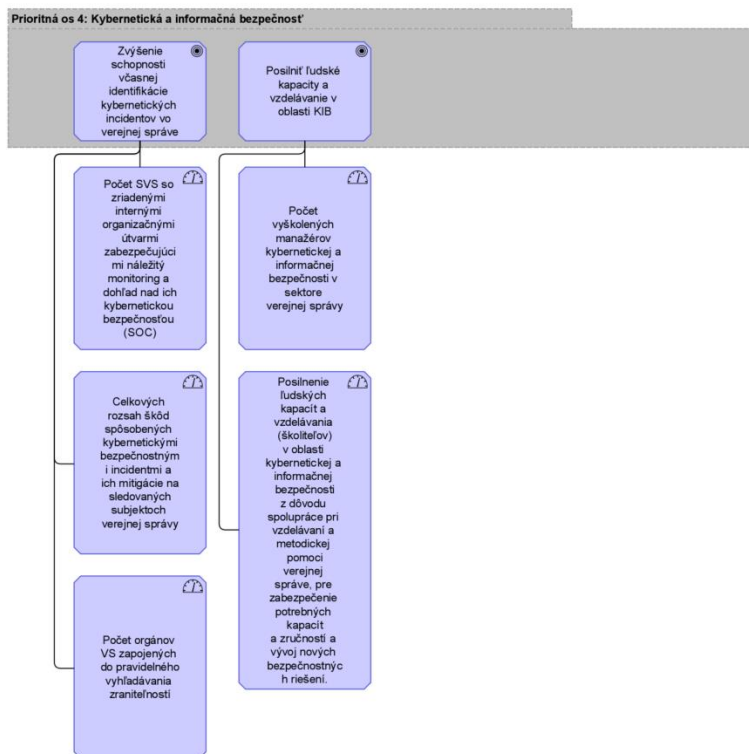 Prioritná os 4: Kybernetická a informačná bezpečnosť
Zvýšenie
schopnosti
včasnej
identifikácie
kybernetických
incidentov vo
verejnej správe
Posilniť ľudské
kapacity a
vzdelávanie v
oblasti KIB
Počet SVS so
zriadenými
internými
organizačnými
útvarmi
zabezpečujúci
mi náležitý
monitoring a
dohľad nad ich
kybernetickou
bezpečnosťou
(SOC)
Počet
vyškolených
manažérov
kybernetickej a
informačnej
bezpečnosti v
sektore
verejnej správy
Celkových
rozsah škôd
spôsobených
kybernetickými
bezpečnostným
i incidentmi a
ich mitigácie na
sledovaných
subjektoch
verejnej správy
Posilnenie
ľudských
kapacít a
vzdelávania
(školiteľov)
v oblasti
kybernetickej a
informačnej
bezpečnosti
z dôvodu
spolupráce pri
vzdelávaní a
metodickej
pomoci
verejnej
správe, pre
zabezpečenie
potrebných
kapacít
a zručností a
vývoj nových
bezpečnostnýc
h riešení.
Počet orgánov
VS zapojených
do pravidelného
vyhľadávania
zraniteľností